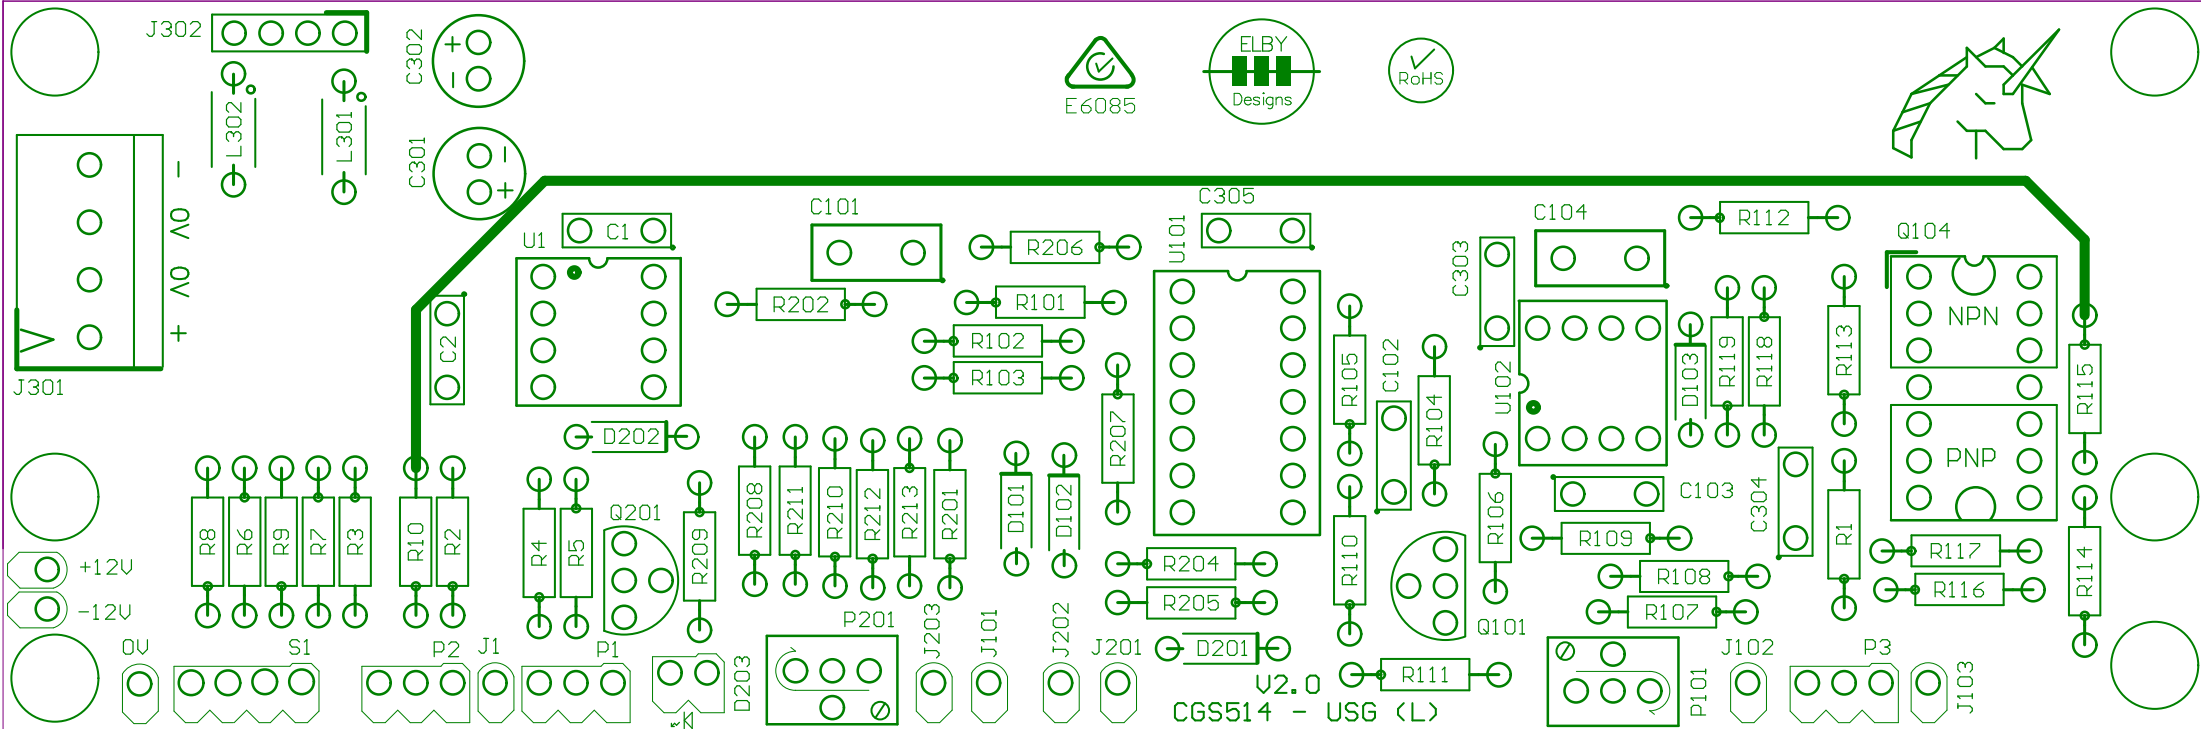 J302
C302
+
-
L302
L301
C301
-
+
E6085
ELBY
Designs
RoHS
-
0V
0V
+
V
J301
U1
C1
C2
C101
R202
R206
R101
R102
R103
C305
U101
C303
C104
R112
Q104
NPN
PNP
R105
C102
R104
U102
D103
R119
R118
R113
R115
R207
D202
R8
R6
R9
R7
R3
R10
R2
R4
R5
Q201
R209
R208
R211
R210
R212
R213
R201
D101
D102
R204
R205
D201
R110
R106
C103
C304
R109
R108
R107
R1
R117
R116
R114
Q101
R111
+12V
-12V
0V
S1
P2
J1
P1
D203
P201
J203
J101
J202
J201
P101
J102
P3
J103
V2.0
CGS514 - USG (L)